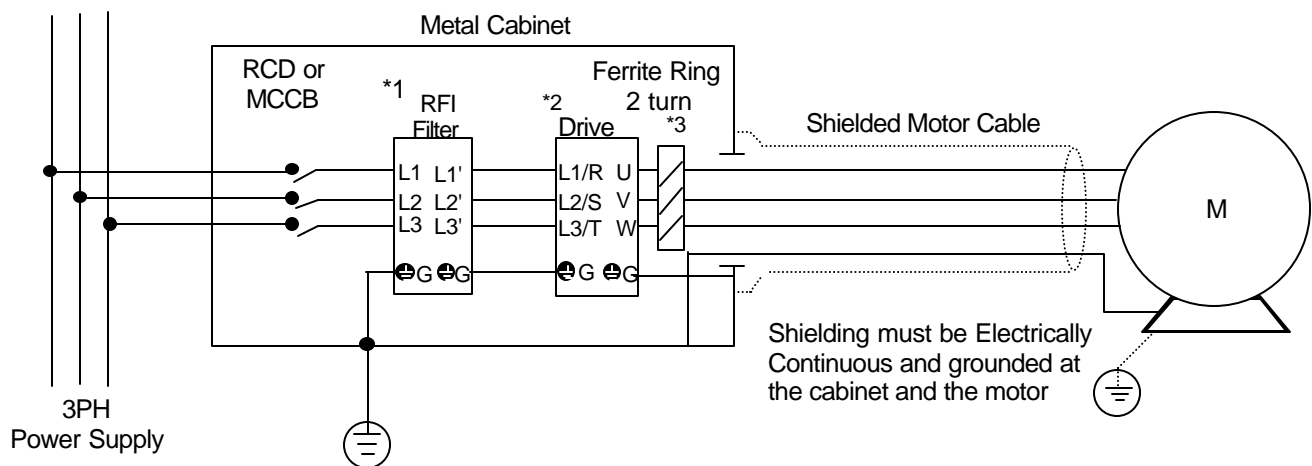 Metal Cabinet
RCD or
MCCB
*1
RFI
Filter
*2
Drive
Ferrite Ring
2 turn
*3
Shielded Motor Cable
L1 L1'
L2 L2'
L3 L3'
G G
L1/R U
L2/S V
L3/T W
G G
M
Shielding must be Electrically
Continuous and grounded at
the cabinet and the motor
3PH
Power Supply